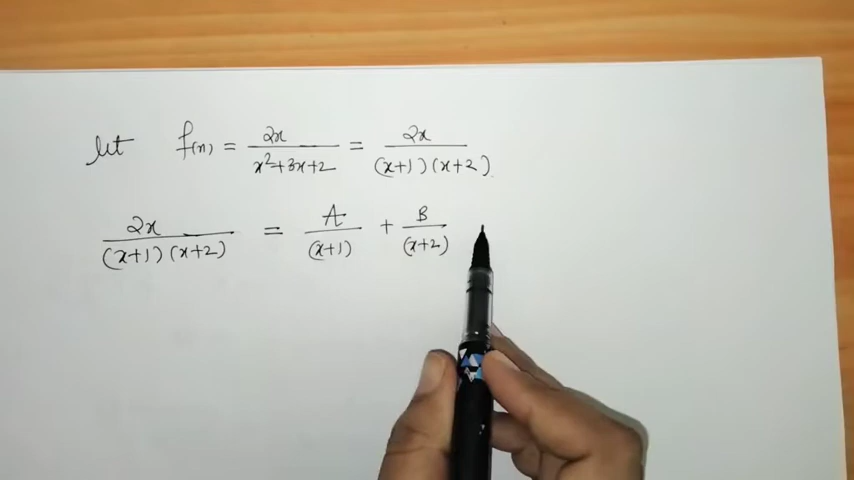 let f(x) = 2x / x²+3x+2 = 2x / (x+1)(x+2)
2x / (x+1)(x+2) = A / (x+1) + B / (x+2)